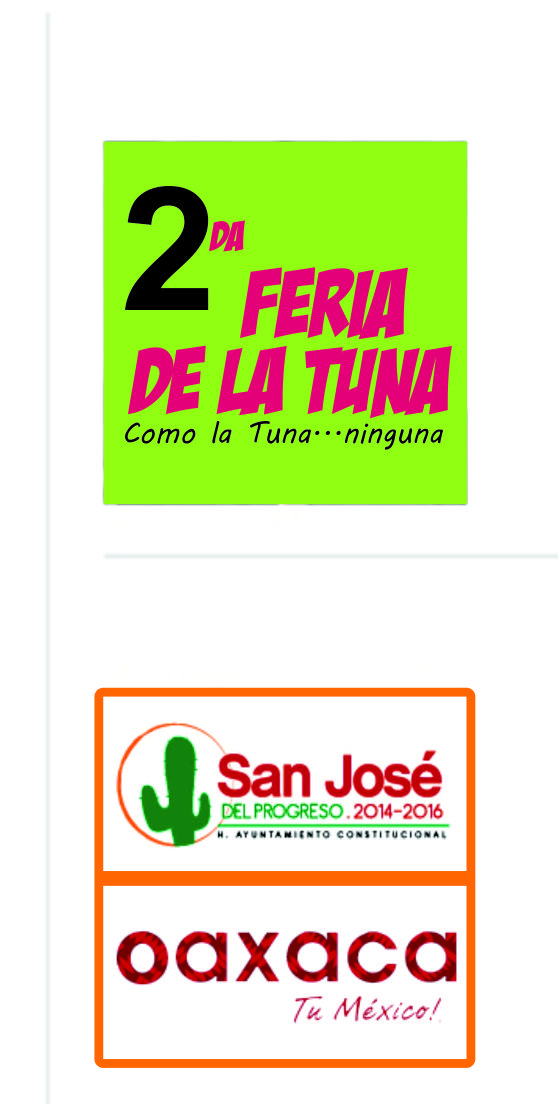 2DA
FERIA
DE LA TUNA
Como la Tuna...ninguna
San José
DEL PROGRESO . 2014-2016
H. AYUNTAMIENTO CONSTITUCIONAL
oaxaca
Tu México!